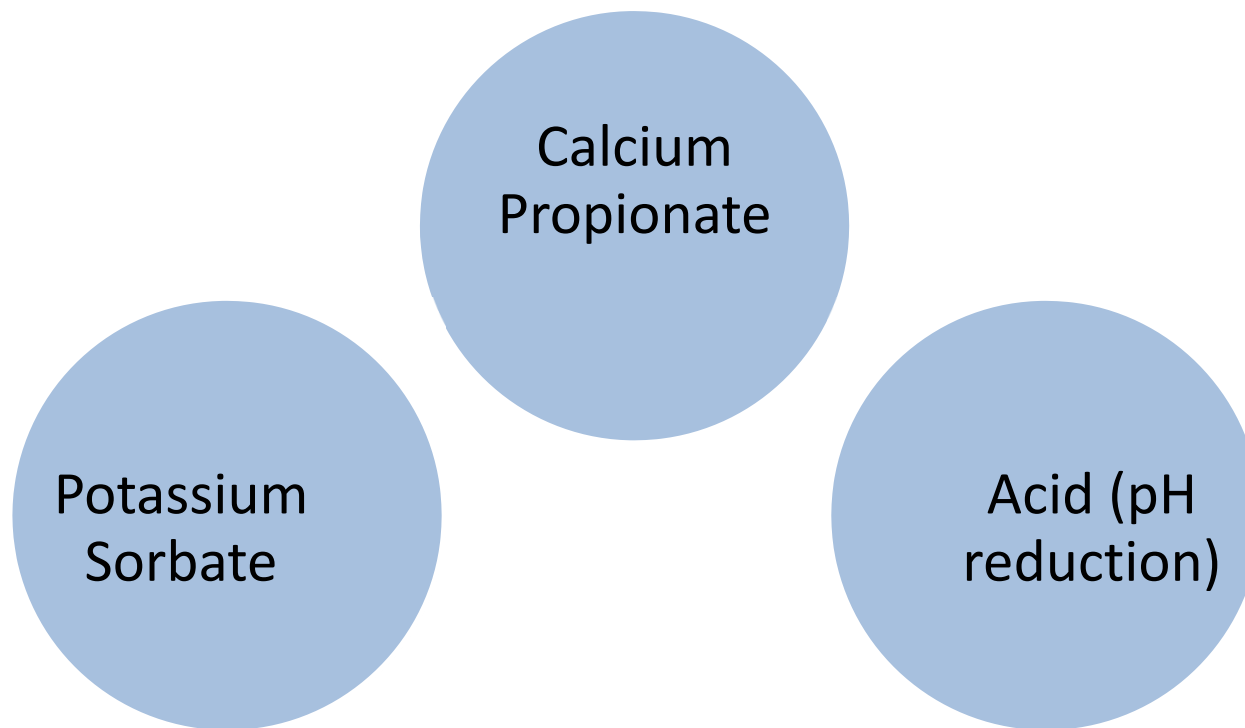 Calcium
Propionate
Potassium
Sorbate
Acid (pH
reduction)